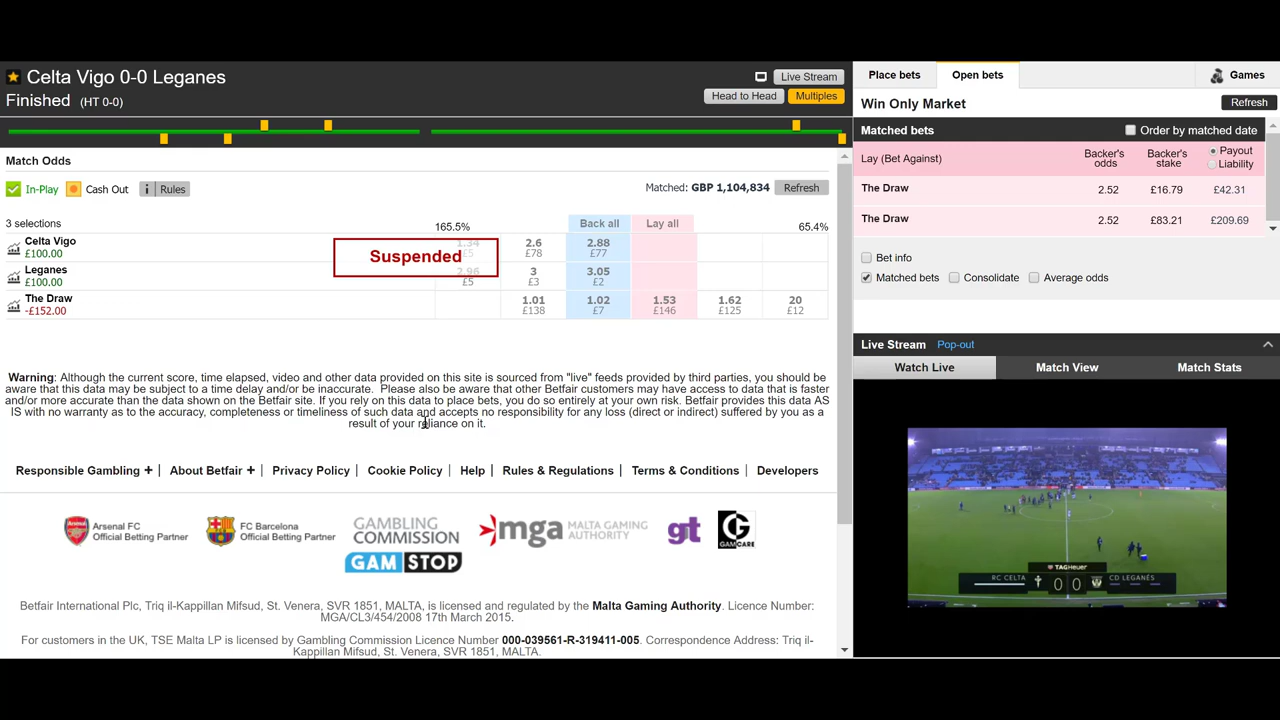 Celta Vigo 0-0 Leganes
Finished (HT 0-0)
Live Stream
Head to Head
Multiples
Match Odds
In-Play
Cash Out
i Rules
Matched: GBP 1,104,834
Refresh
3 selections
165.5%
Back all
Lay all
65.4%
Celta Vigo
£100.00
1.34
£5
2.6
£78
2.88
£77
Suspended
Leganes
£100.00
2.96
£5
3
£3
3.05
£2
The Draw
-£152.00
1.01
£138
1.02
£7
1.53
£146
1.62
£125
20
£12
Warning: Although the current score, time elapsed, video and other data provided on this site is sourced from "live" feeds provided by third parties, you should be
aware that this data may be subject to a time delay and/or be inaccurate. Please also be aware that other Betfair customers may have access to data that is faster
and/or more accurate than the data shown on the Betfair site. If you rely on this data to place bets, you do so entirely at your own risk. Betfair provides this data AS
IS with no warranty as to the accuracy, completeness or timeliness of such data and accepts no responsibility for any loss (direct or indirect) suffered by you as a
result of your reliance on it.
Responsible Gambling + | About Betfair + | Privacy Policy | Cookie Policy | Help | Rules & Regulations | Terms & Conditions | Developers
Arsenal FC
Official Betting Partner
FC Barcelona
Official Betting Partner
GAMBLING
COMMISSION
GAMSTOP
mga MALTA GAMING
AUTHORITY
gt
GAMCARE
Betfair International Plc, Triq il-Kappillan Mifsud, St. Venera, SVR 1851, MALTA, is licensed and regulated by the Malta Gaming Authority. Licence Number:
MGA/CL3/454/2008 17th March 2015.
For customers in the UK, TSE Malta LP is licensed by Gambling Commission Licence Number 000-039561-R-319411-005. Correspondence Address: Triq il-
Kappillan Mifsud, St. Venera, SVR 1851, MALTA.
Place bets
Open bets
Games
Win Only Market
Refresh
Matched bets
Order by matched date
Lay (Bet Against)
Backer's
odds
Backer's
stake
Payout
Liability
The Draw 2.52 £16.79 £42.31
The Draw 2.52 £83.21 £209.69
Bet info
Matched bets
Consolidate
Average odds
Live Stream Pop-out
Watch Live
Match View
Match Stats
TAGHeuer
RC CELTA 0 0 CD LEGANÉS